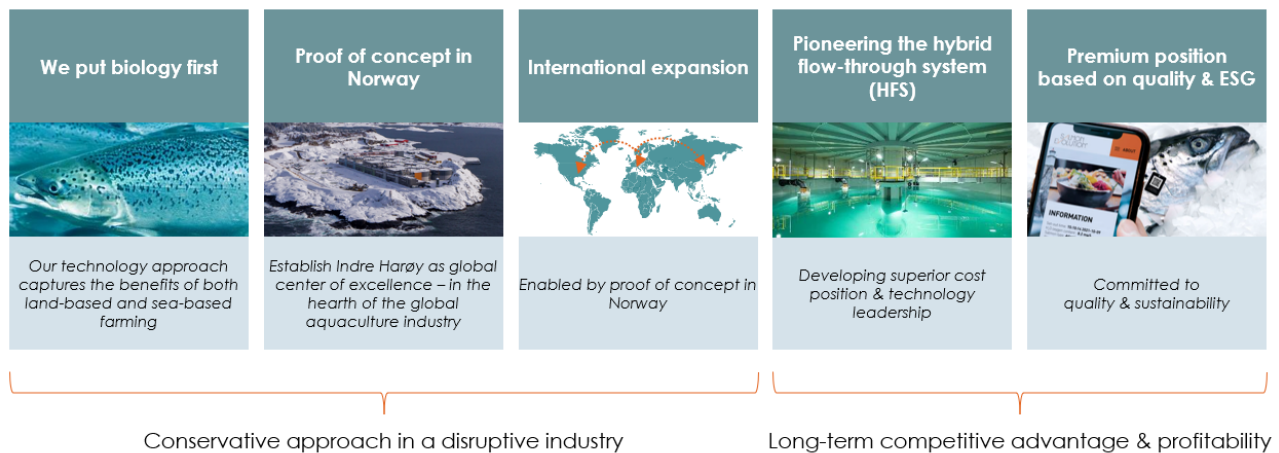 We put biology first
Our technology approach
captures the benefits of both
land-based and sea-based
farming
Proof of concept in
Norway
Establish Indre Harøy as global
center of excellence – in the
hearth of the global
aquaculture industry
International expansion
Enabled by proof of concept in
Norway
Pioneering the hybrid
flow-through system
(HFS)
Developing superior cost
position & technology
leadership
Premium position
based on quality & ESG
ABOUT
INFORMATION
Committed to
quality & sustainability
Conservative approach in a disruptive industry
Long-term competitive advantage & profitability